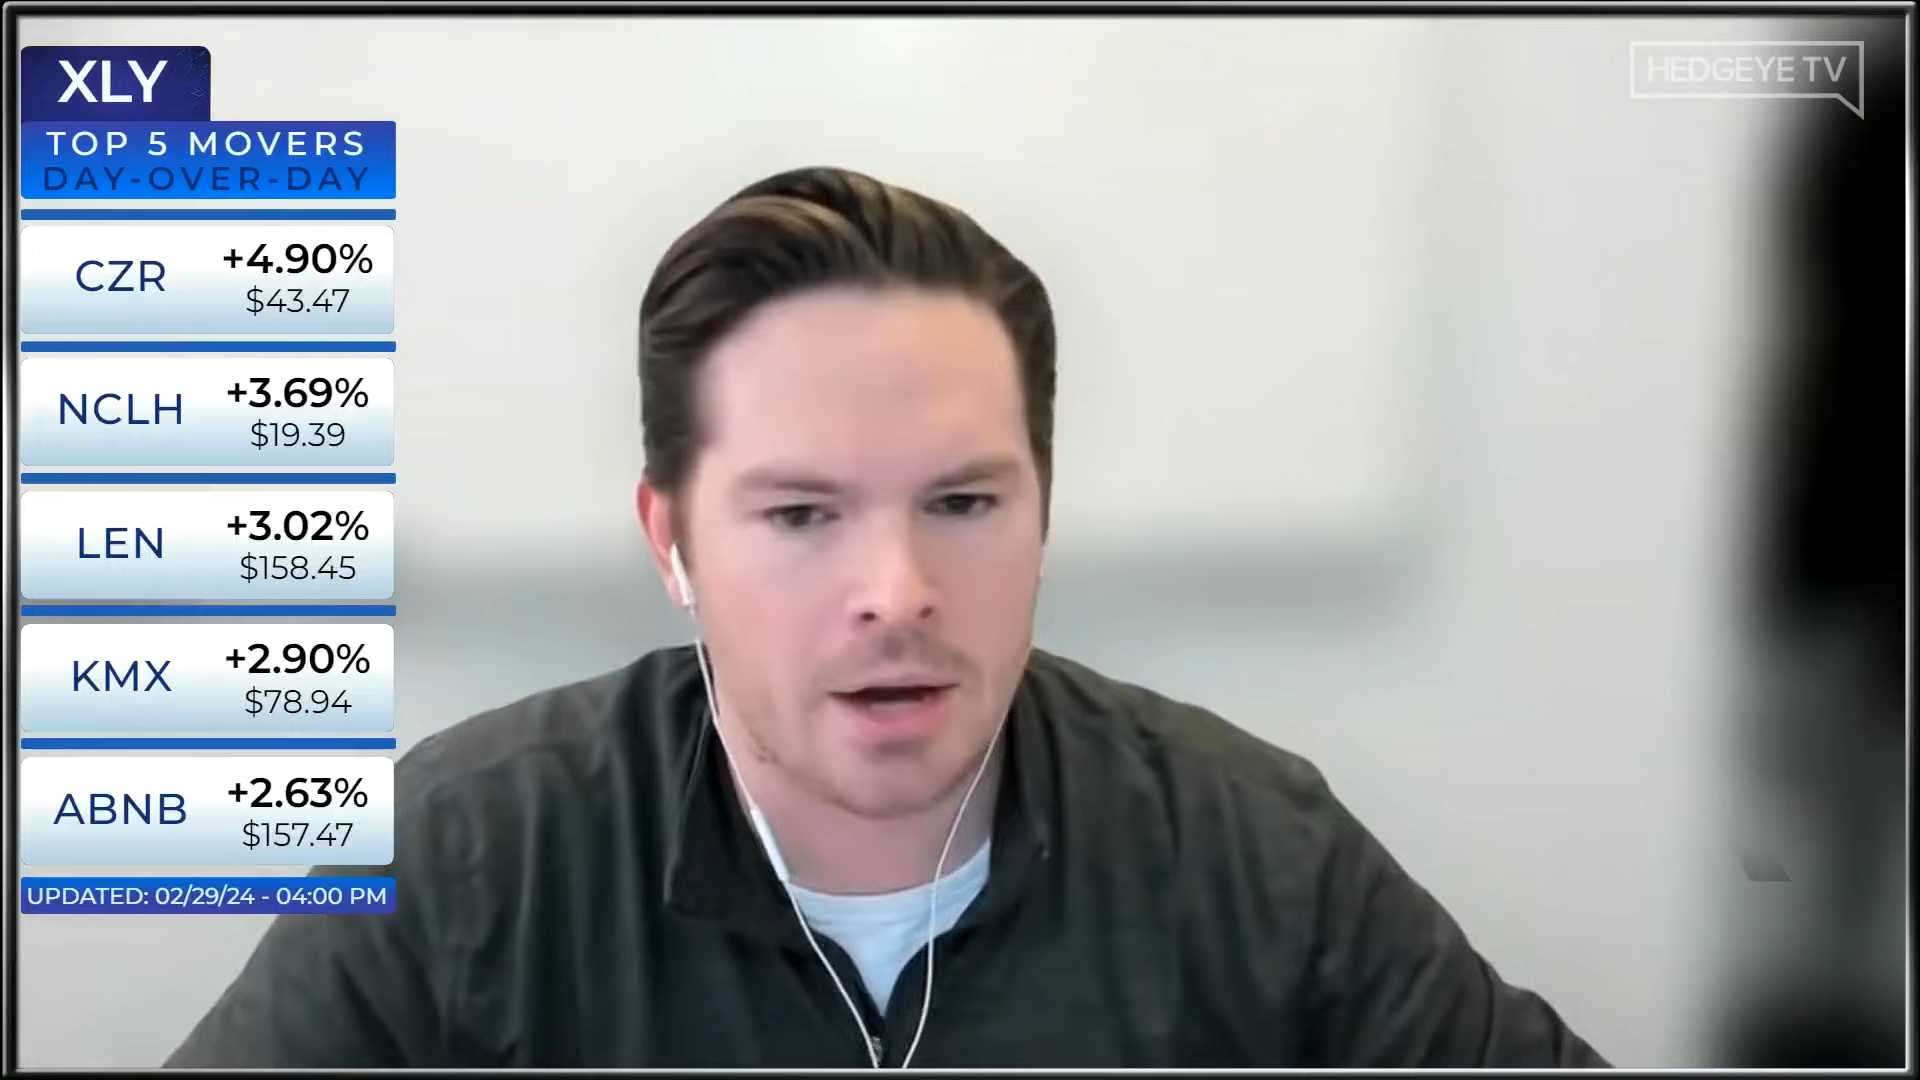 XLY
TOP 5 MOVERS
DAY-OVER-DAY
CZR
+4.90%
$43.47
NCLH
+3.69%
$19.39
LEN
+3.02%
$158.45
KMX
+2.90%
$78.94
ABNB
+2.63%
$157.47
UPDATED: 02/29/24 - 04:00 PM
HEDGEYE TV